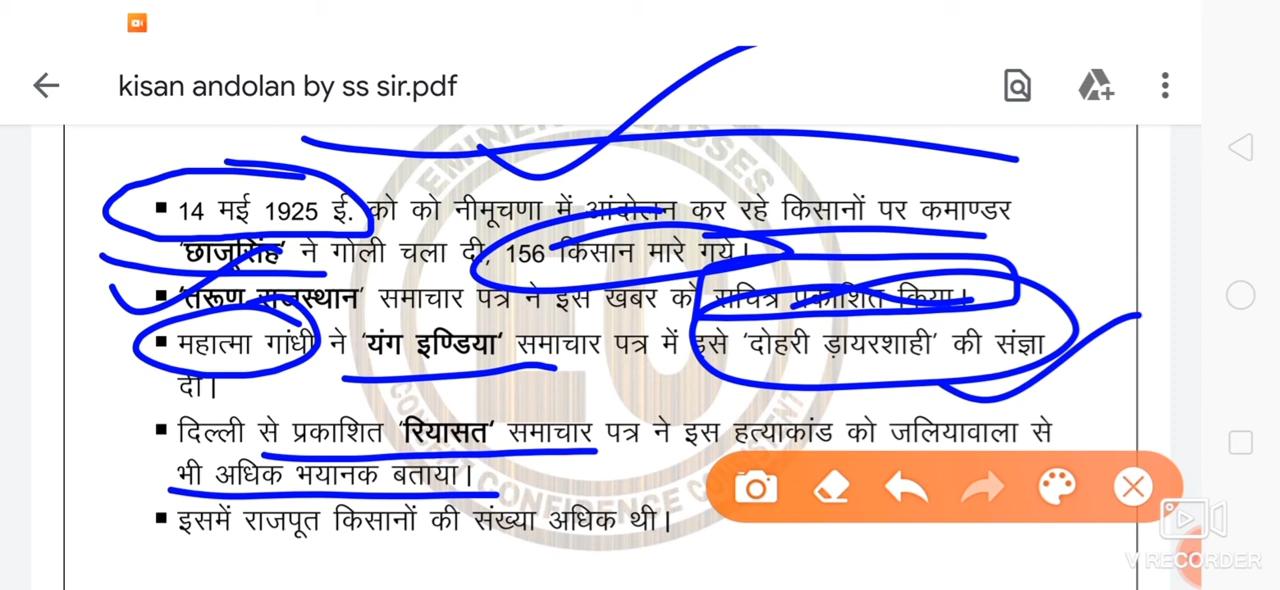 kisan andolan by ss sir.pdf
▪ 14 मई 1925 ई. को को नीमूचणा में आंदोलन कर रहे किसानों पर कमाण्डर
'छाजूसिंह' ने गोली चला दी, 156 किसान मारे गये।
▪ 'तरूण राजस्थान' समाचार पत्र ने इस खबर को सचित्र प्रकाशित किया।
▪ महात्मा गांधी ने 'यंग इण्डिया' समाचार पत्र में इसे 'दोहरी ड़ायरशाही' की संज्ञा
दी।
▪ दिल्ली से प्रकाशित 'रियासत' समाचार पत्र ने इस हत्याकांड को जलियावाला से
भी अधिक भयानक बताया।
▪ इसमें राजपूत किसानों की संख्या अधिक थी।
V RECORDER